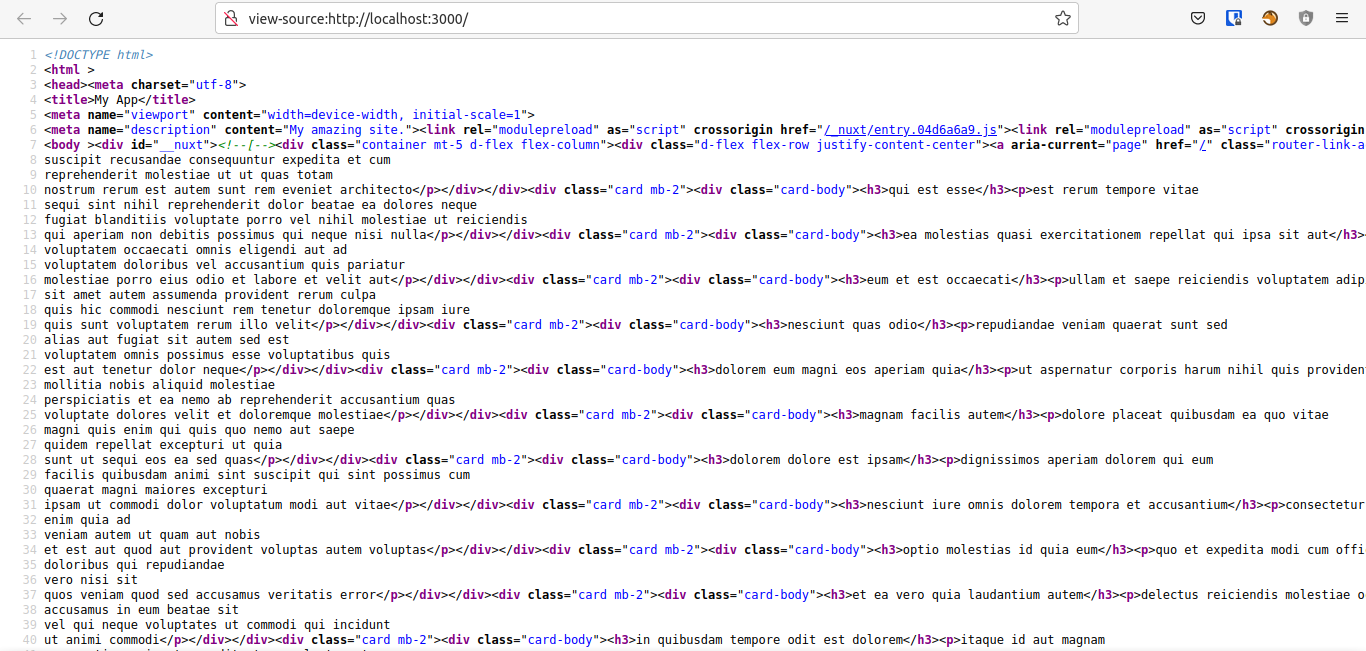 view-source:http://localhost:3000/
1 <!DOCTYPE html>
2 <html >
3 <head><meta charset="utf-8">
4 <title>My App</title>
5 <meta name="viewport" content="width=device-width, initial-scale=1">
6 <meta name="description" content="My amazing site."><link rel="modulepreload" as="script" crossorigin href="/_nuxt/entry.04d6a6a9.js"><link rel="modulepreload" as="script" crossorigin
7 <body ><div id="__nuxt"><!--[--><div class="container mt-5 d-flex flex-column"><div class="d-flex flex-row justify-content-center"><a aria-current="page" href="/" class="router-link-a
8 suscipit recusandae consequuntur expedita et cum
9 reprehenderit molestiae ut ut quas totam
10 nostrum rerum est autem sunt rem eveniet architecto</p></div></div><div class="card mb-2"><div class="card-body"><h3>qui est esse</h3><p>est rerum tempore vitae
11 sequi sint nihil reprehenderit dolor beatae ea dolores neque
12 fugiat blanditiis voluptate porro vel nihil molestiae ut reiciendis
13 qui aperiam non debitis possimus qui neque nisi nulla</p></div></div><div class="card mb-2"><div class="card-body"><h3>ea molestias quasi exercitationem repellat qui ipsa sit aut</h3>
14 voluptatem occaecati omnis eligendi aut ad
15 voluptatem doloribus vel accusantium quis pariatur
16 molestiae porro eius odio et labore et velit aut</p></div></div><div class="card mb-2"><div class="card-body"><h3>eum et est occaecati</h3><p>ullam et saepe reiciendis voluptatem adip
17 sit amet autem assumenda provident rerum culpa
18 quis hic commodi nesciunt rem tenetur doloremque ipsam iure
19 quis sunt voluptatem rerum illo velit</p></div></div><div class="card mb-2"><div class="card-body"><h3>nesciunt quas odio</h3><p>repudiandae veniam quaerat sunt sed
20 alias aut fugiat sit autem sed est
21 voluptatem omnis possimus esse voluptatibus quis
22 est aut tenetur dolor neque</p></div></div><div class="card mb-2"><div class="card-body"><h3>dolorem eum magni eos aperiam quia</h3><p>ut aspernatur corporis harum nihil quis provident
23 mollitia nobis aliquid molestiae
24 perspiciatis et ea nemo ab reprehenderit accusantium quas
25 voluptate dolores velit et doloremque molestiae</p></div></div><div class="card mb-2"><div class="card-body"><h3>magnam facilis autem</h3><p>dolore placeat quibusdam ea quo vitae
26 magni quis enim qui quis quo nemo aut saepe
27 quidem repellat excepturi ut quia
28 sunt ut sequi eos ea sed quas</p></div></div><div class="card mb-2"><div class="card-body"><h3>dolorem dolore est ipsam</h3><p>dignissimos aperiam dolorem qui eum
29 facilis quibusdam animi sint suscipit qui sint possimus cum
30 quaerat magni maiores excepturi
31 ipsam ut commodi dolor voluptatum modi aut vitae</p></div></div><div class="card mb-2"><div class="card-body"><h3>nesciunt iure omnis dolorem tempora et accusantium</h3><p>consectetur
32 enim quia ad
33 veniam autem ut quam aut nobis
34 et est aut quod aut provident voluptas autem voluptas</p></div></div><div class="card mb-2"><div class="card-body"><h3>optio molestias id quia eum</h3><p>quo et expedita modi cum offi
35 doloribus qui repudiandae
36 vero nisi sit
37 quos veniam quod sed accusamus veritatis error</p></div></div><div class="card mb-2"><div class="card-body"><h3>et ea vero quia laudantium autem</h3><p>delectus reiciendis molestiae o
38 accusamus in eum beatae sit
39 vel qui neque voluptates ut commodi qui incidunt
40 ut animi commodi</p></div></div><div class="card mb-2"><div class="card-body"><h3>in quibusdam tempore odit est dolorem</h3><p>itaque id aut magnam